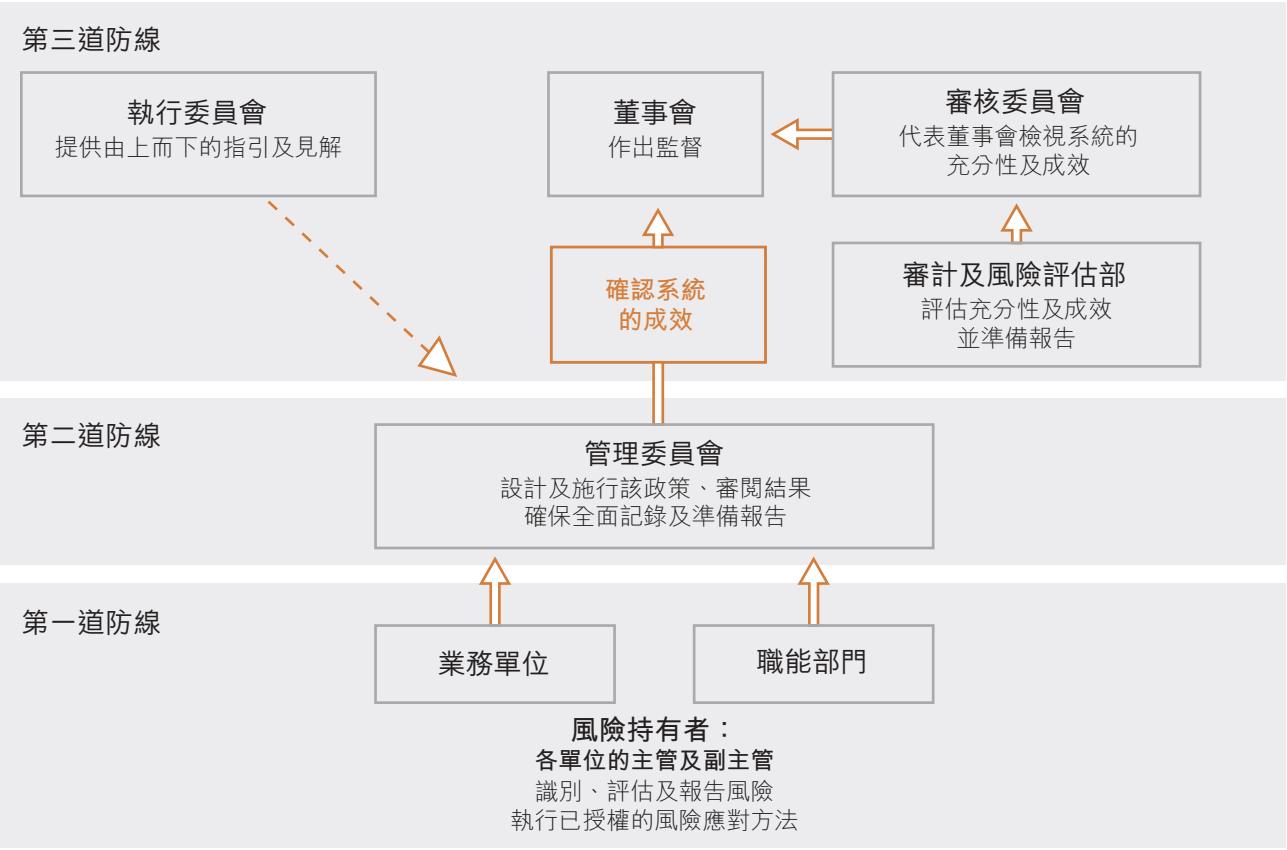 第三道防線
執行委員會
提供由上而下的指引及見解
董事會
作出監督
審核委員會
代表董事會檢視系統的
充分性及成效
確認系統
的成效
審計及風險評估部
評估充分性及成效
並準備報告
第二道防線
管理委員會
設計及施行該政策、審閱結果
確保全面記錄及準備報告
第一道防線
業務單位
職能部門
風險持有者：
各單位的主管及副主管
識別、評估及報告風險
執行已授權的風險應對方法